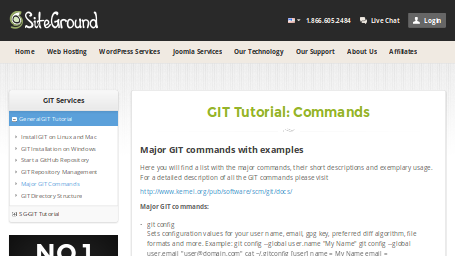 SiteGround
1.866.605.2484 Live Chat Login
Home Web Hosting WordPress Services Joomla Services Our Technology Our Support About Us Affiliates
GIT Services
General GIT Tutorial
Install GIT on Linux and Mac
GIT Installation on Windows
Start a GitHub Repository
GIT Repository Management
Major GIT Commands
GIT Directory Structure
SGGIT Tutorial
NO.1
GIT Tutorial: Commands
Major GIT commands with examples
Here you will find a list with the major commands, their short descriptions and exemplary usage.
For a detailed description of all the GIT commands please visit
http://www.kernel.org/pub/software/scm/git/docs/
Major GIT commands:
git config
Sets configuration values for your user name, email, gpg key, preferred diff algorithm, file
formats and more. Example: git config --global user.name "My Name" git config --global
user.email "user@domain.com" cat ~/.gitconfig [user] name = My Name email =